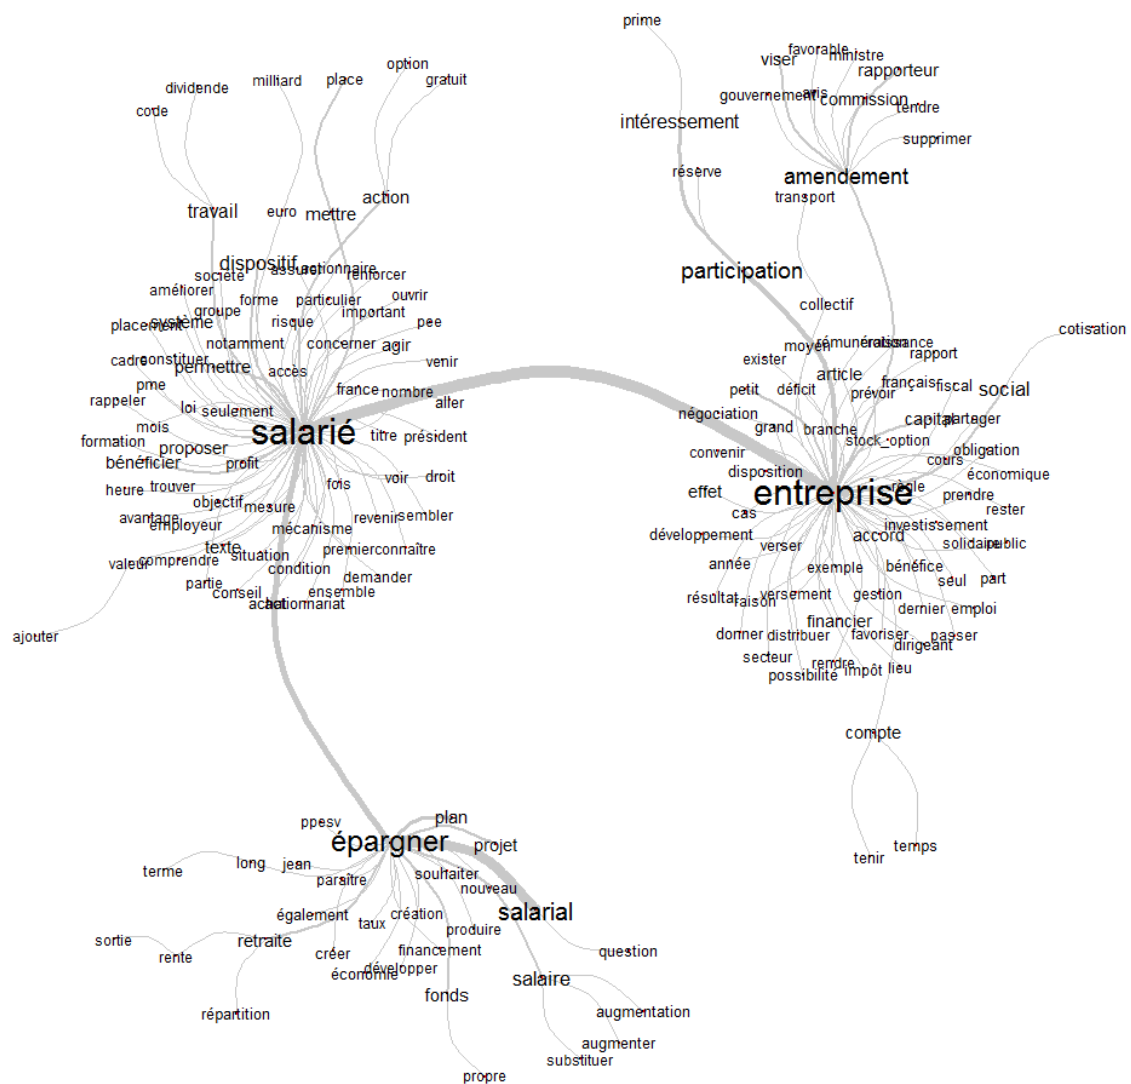 prime
favorable
viser
ministre
rapporteur
gouvernement
avis
commission
tendre
supprimer
intéressement
réserve
amendement
transport
option
gratuit
place
milliard
dividende
code
action
mettre
euro
travail
dispositif
assurer
actionnaire
renforcer
société
améliorer
forme
particulier
ouvrir
groupe
important
placement
système
risque
pee
notamment
concerner
agir
cadre
constituer
permettre
accès
venir
pme
france
nombre
rappeler
loi
seulement
aller
mois
salarié
titre
président
formation
proposer
bénéficier
profit
heure
trouver
fois
voir
droit
objectif
mesure
avantage
employeur
mécanisme
revenir
sembler
texte
situation
premier
connaître
valeur
comprendre
condition
demander
partie
conseil
ensemble
achat
actionnariat
ajouter
participation
collectif
cotisation
moyen
rémunération
croissance
rapport
exister
article
français
fiscal
social
petit
déficit
prévoir
négociation
grand
branche
capital
partager
stock_option
convenir
obligation
disposition
cours
économique
effet
entreprise
règle
prendre
cas
rester
investissement
développement
accord
verser
solidaire
public
année
exemple
bénéfice
seul
part
résultat
raison
versement
gestion
dernier
emploi
financier
donner
distribuer
favoriser
passer
dirigeant
secteur
rendre
possibilité
impôt
lieu
compte
temps
tenir
ppesv
plan
épargner
projet
long
jean
terme
paraître
souhaiter
nouveau
également
taux
création
salarial
produire
sortie
retraite
rente
créer
financement
question
économie
développer
salaire
fonds
répartition
augmentation
augmenter
substituer
propre